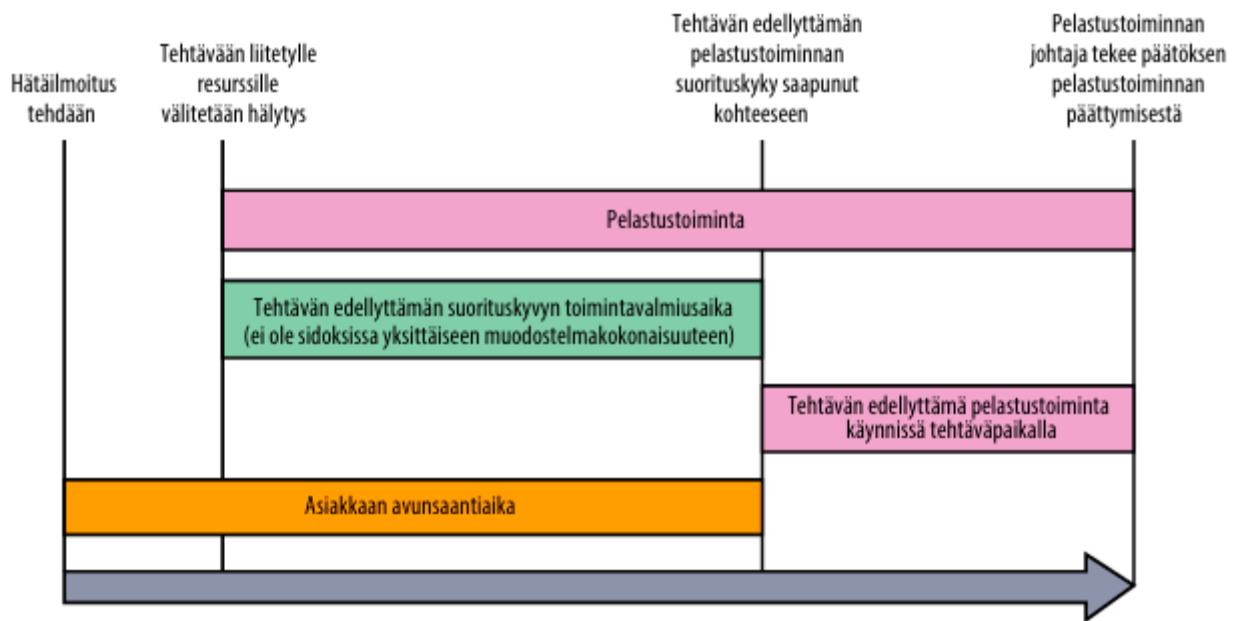 Hätäilmoitus
tehdään
Tehtävään liitetylle
resurssille
välitetään hälytys
Tehtävän edellyttämän
pelastustoiminnan
suorituskyky saapunut
kohteeseen
Pelastustoiminnan
johtaja tekee päätöksen
pelastustoiminnan
päättymisestä
Pelastustoiminta
Tehtävän edellyttämän suorituskyvyn toimintavalmiusaika
(ei ole sidoksissa yksittäiseen muodostelmakokonaisuuteen)
Tehtävän edellyttämä pelastustoiminta
käynnissä tehtäväpaikalla
Asiakkaan avunsaantiaika